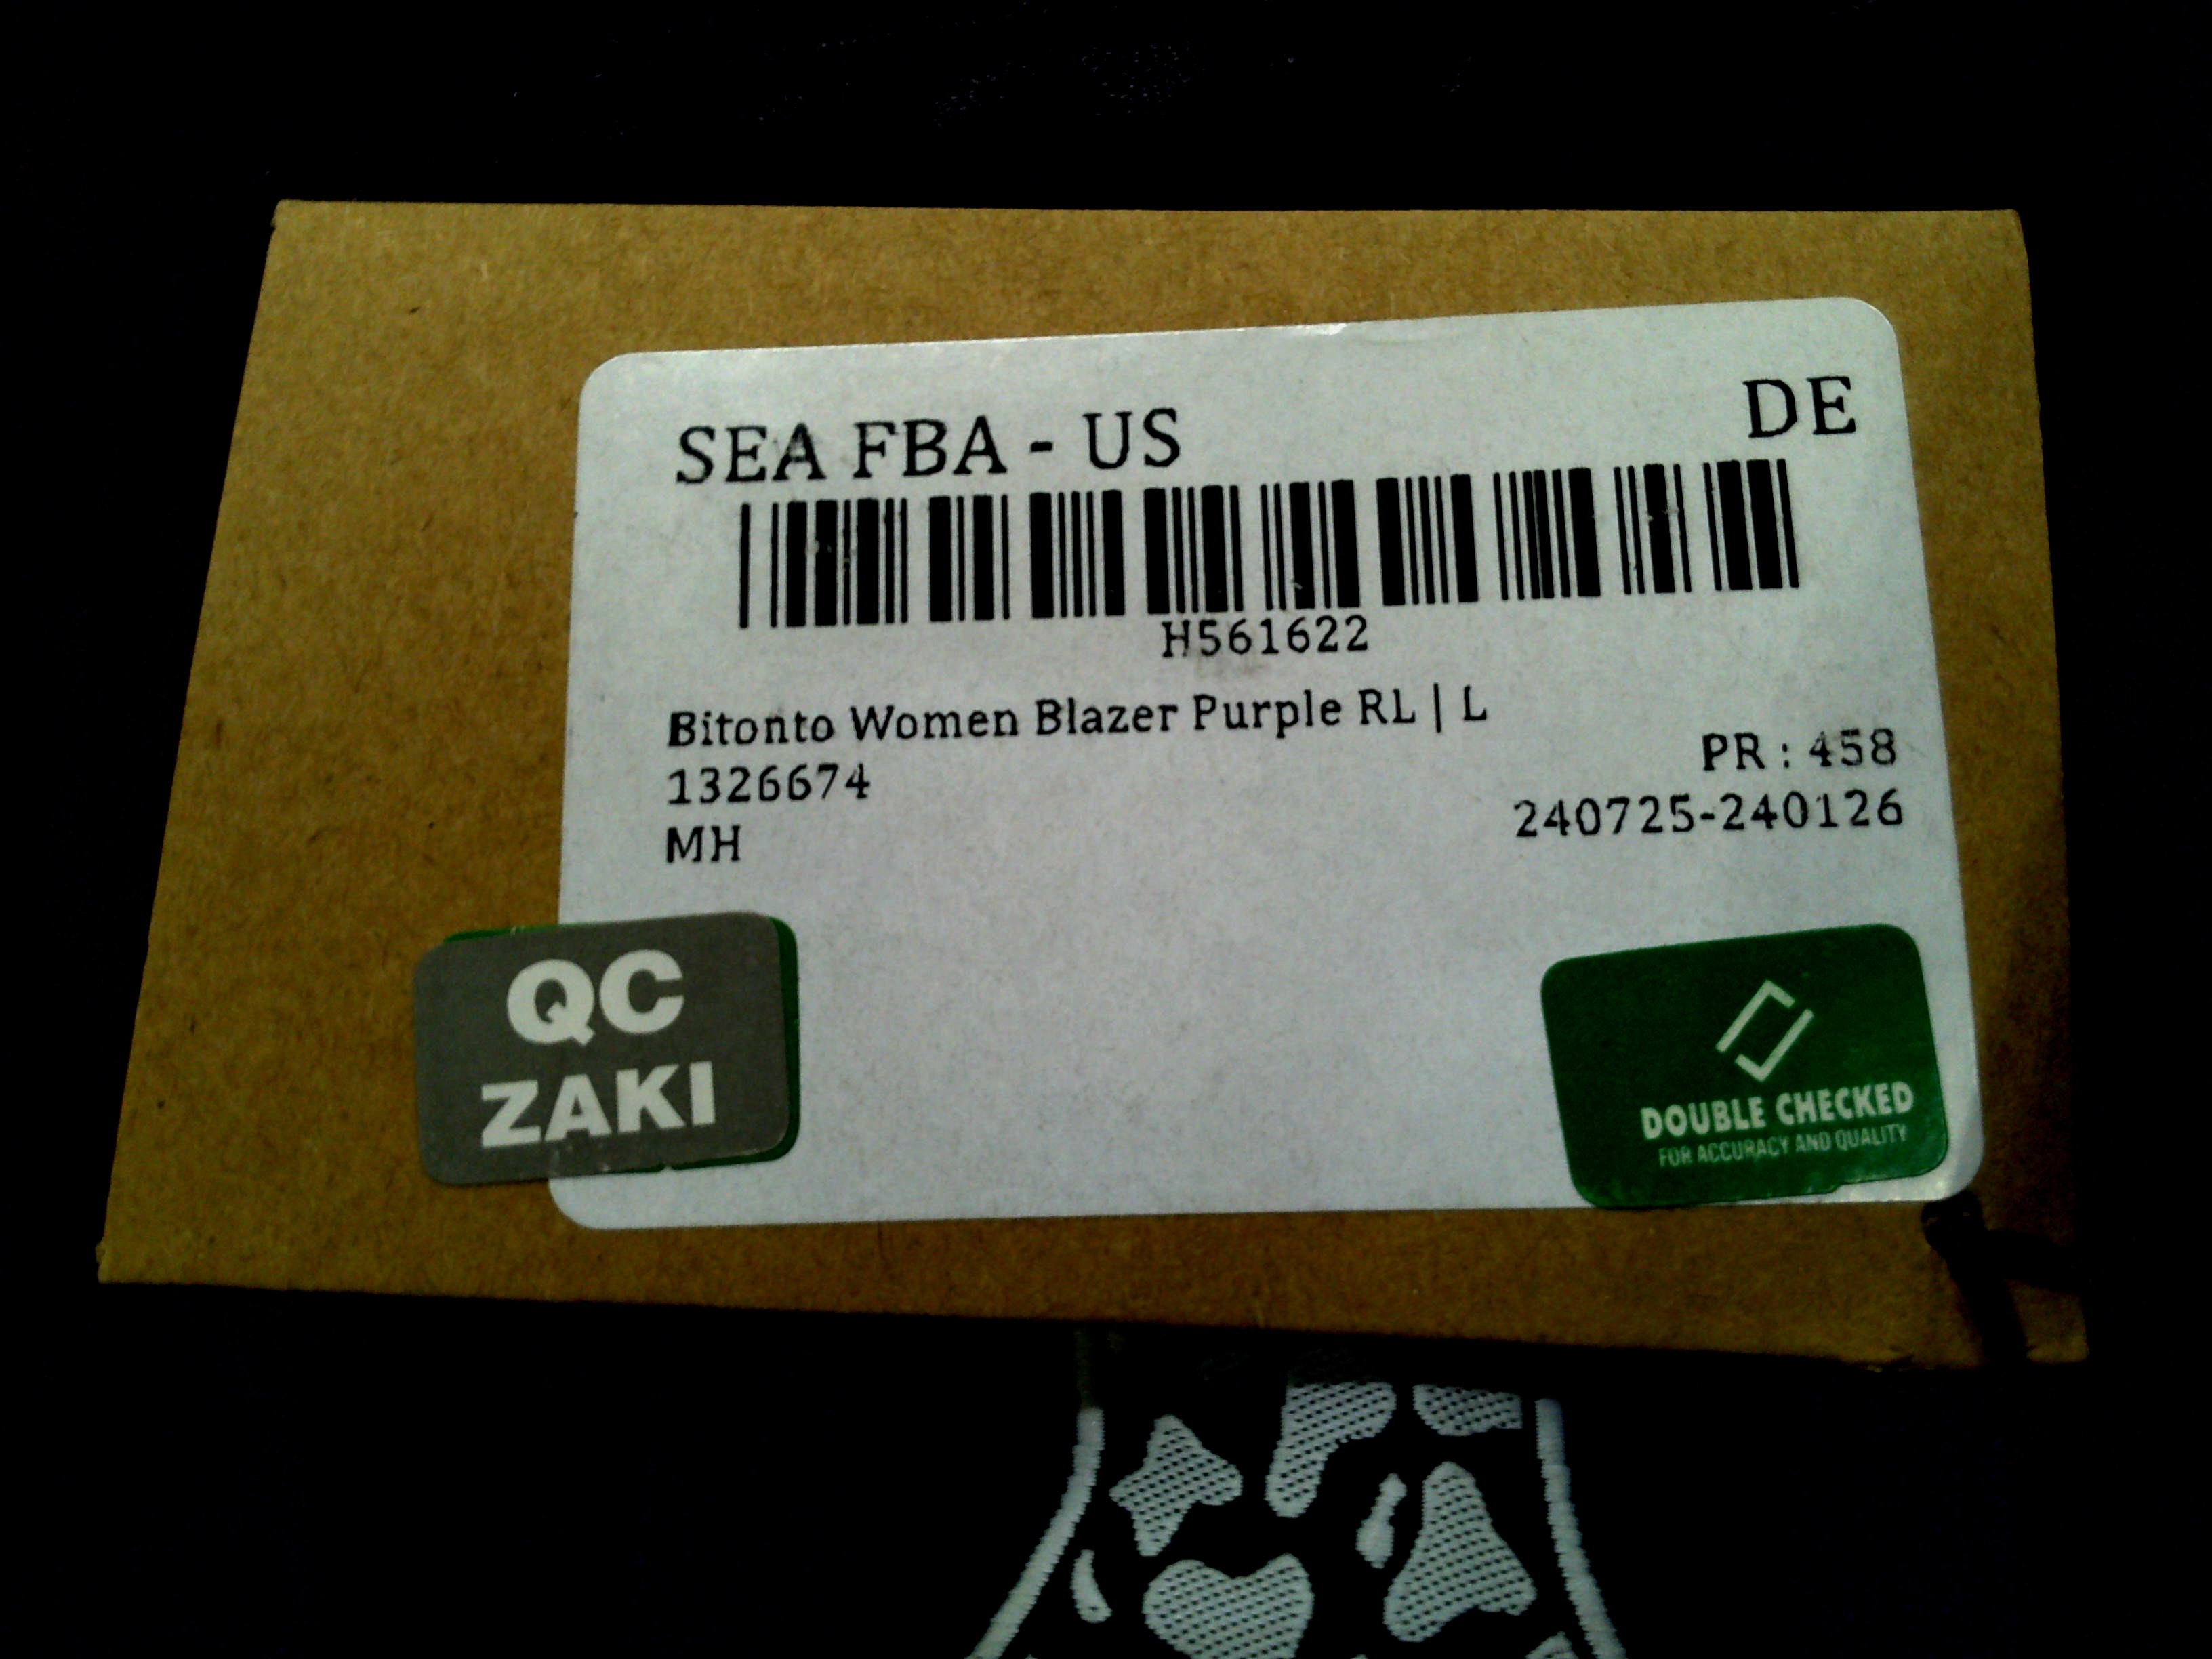 SEA FBA - US
DE
H561622
Bitonto Women Blazer Purple RL | L
1326674
PR : 458
MH
240725-240126
QC
ZAKI
DOUBLE CHECKED
FOR ACCURACY AND QUALITY